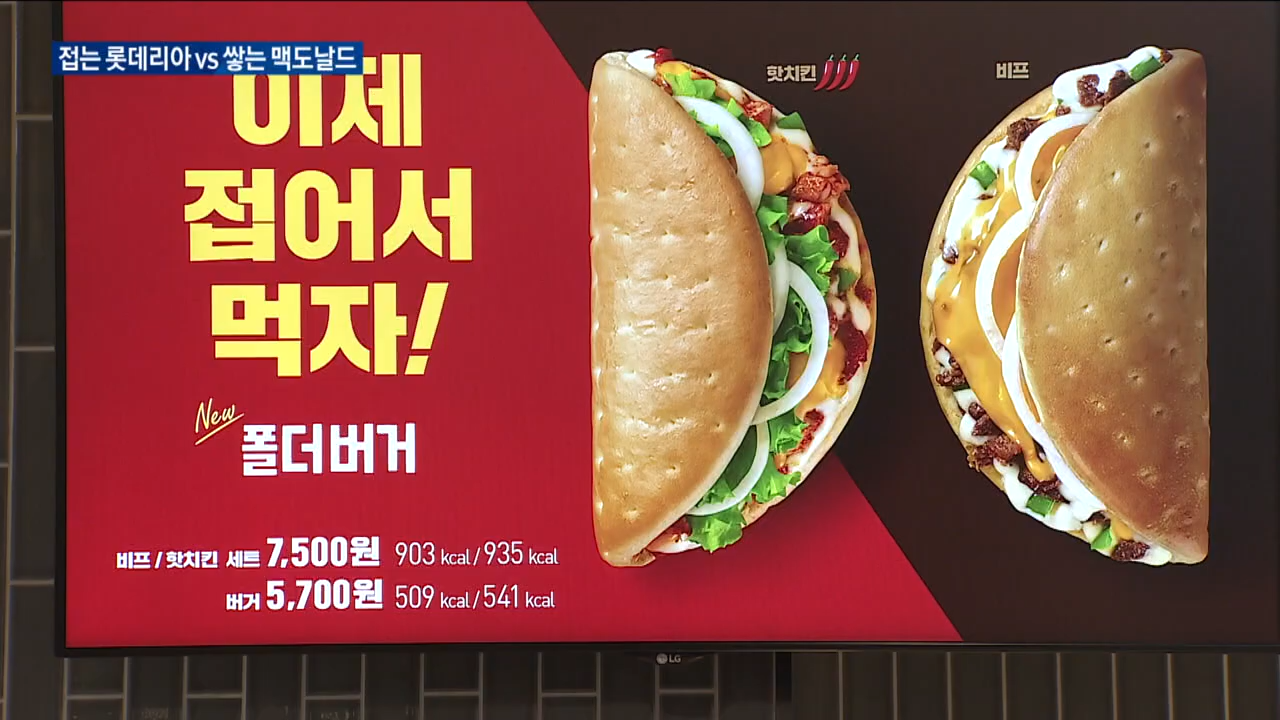 접는 롯데리아 vs 쌓는 맥도날드
이제
접어서
먹자!
New
폴더버거
비프 / 핫치킨 세트 7,500원 903 kcal / 935 kcal
버거 5,700원 509 kcal / 541 kcal
핫치킨
비프
LG